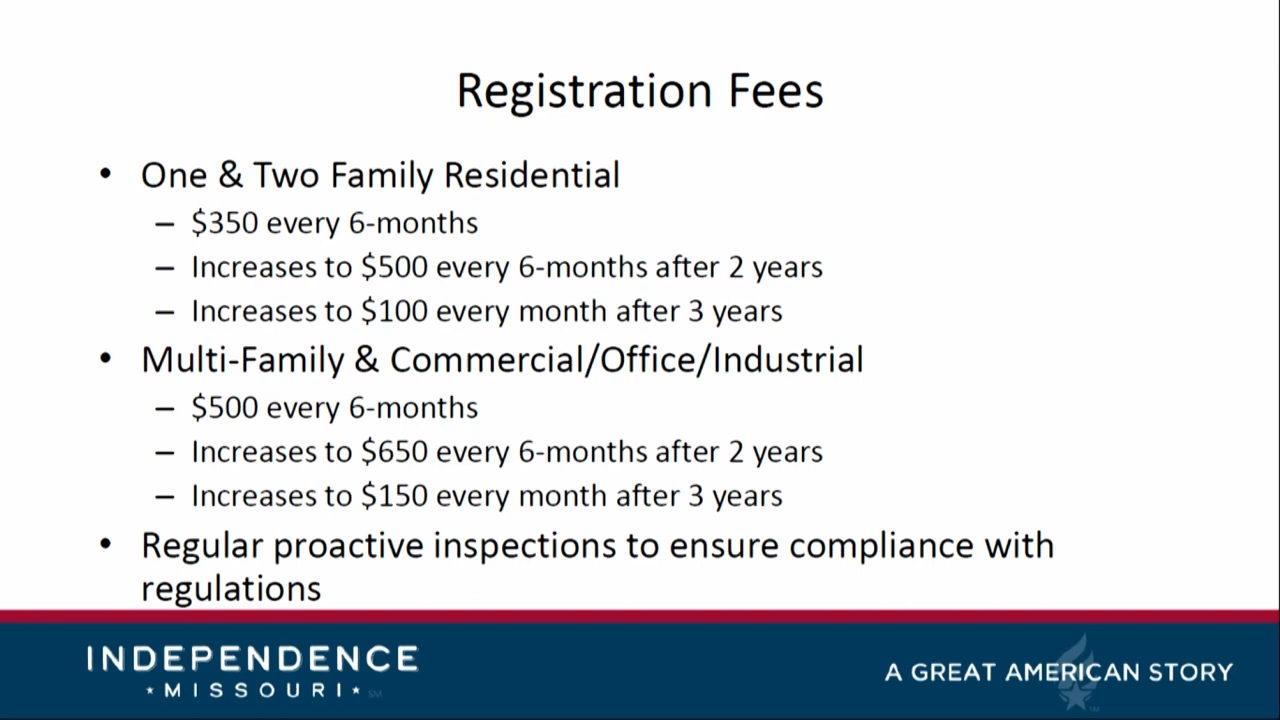 Registration Fees
• One & Two Family Residential
– $350 every 6-months
– Increases to $500 every 6-months after 2 years
– Increases to $100 every month after 3 years
• Multi-Family & Commercial/Office/Industrial
– $500 every 6-months
– Increases to $650 every 6-months after 2 years
– Increases to $150 every month after 3 years
• Regular proactive inspections to ensure compliance with
regulations
INDEPENDENCE
★ MISSOURI ★ SM
A GREAT AMERICAN STORY
TM